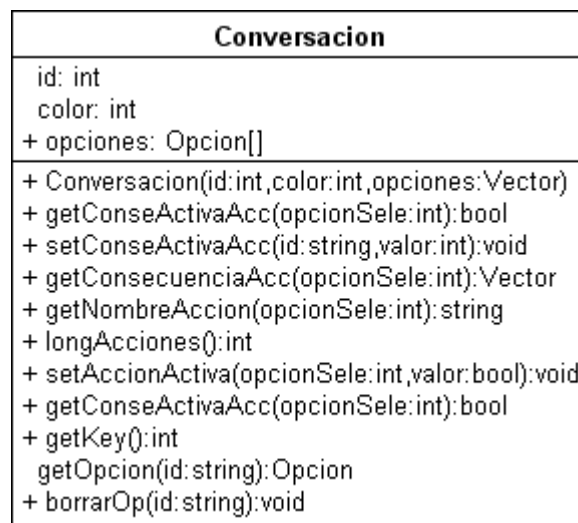 Conversacion
id: int
color: int
+ opciones: Opcion[]
+ Conversacion(id:int,color:int,opciones:Vector)
+ getConseActivaAcc(opcionSele:int):bool
+ setConseActivaAcc(id:string,valor:int):void
+ getConsecuenciaAcc(opcionSele:int):Vector
+ getNombreAccion(opcionSele:int):string
+ longAcciones():int
+ setAccionActiva(opcionSele:int,valor:bool):void
+ getConseActivaAcc(opcionSele:int):bool
+ getKey():int
getOpcion(id:string):Opcion
+ borrarOp(id:string):void